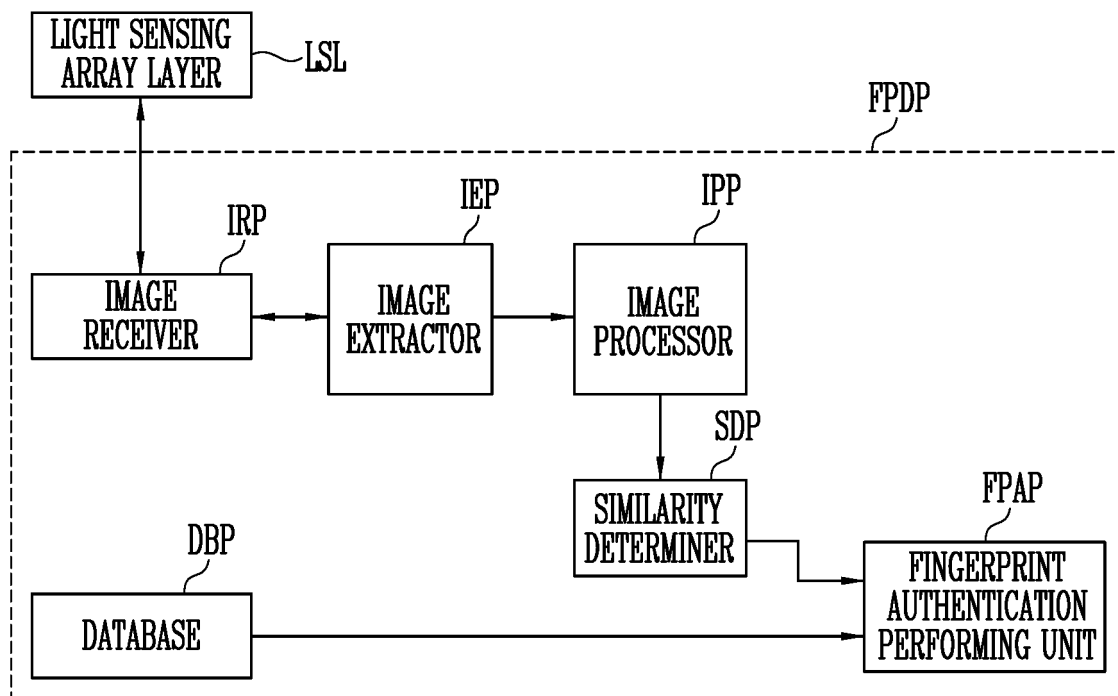 LIGHT SENSING
ARRAY LAYER
LSL
FPDP
IRP
IEP
IPP
IMAGE
RECEIVER
IMAGE
EXTRACTOR
IMAGE
PROCESSOR
SDP
SIMILARITY
DETERMINER
FPAP
DBP
DATABASE
FINGERPRINT
AUTHENTICATION
PERFORMING UNIT